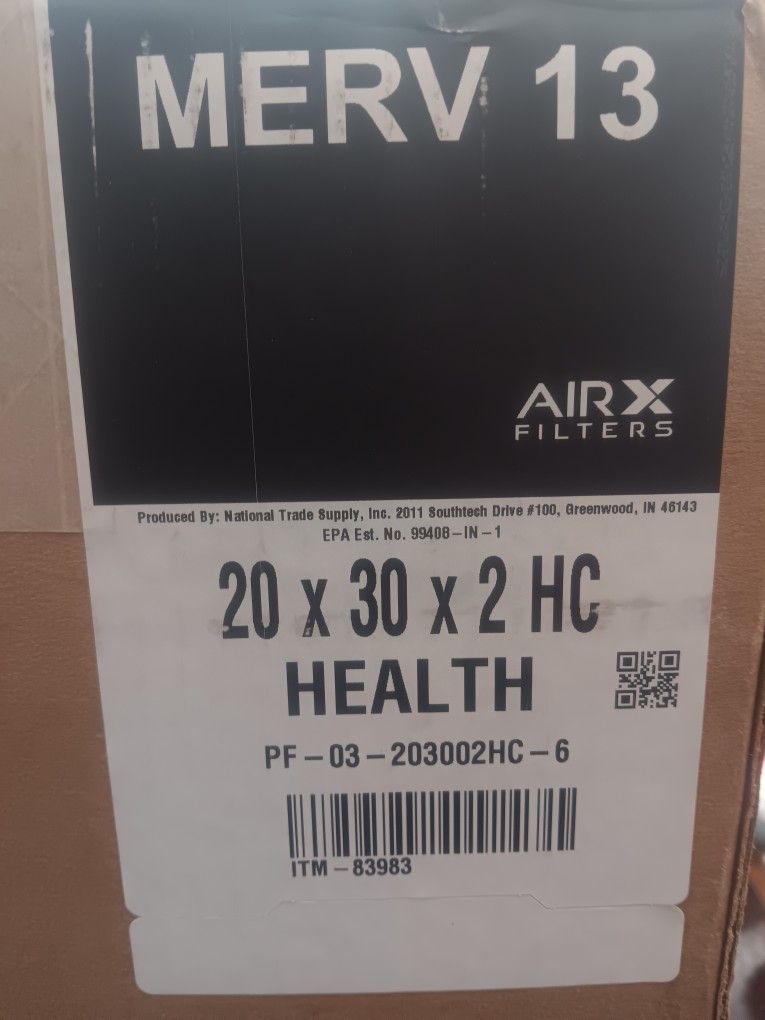 MERV 13
AIRX
FILTERS
Produced By: National Trade Supply, Inc. 2011 Southtech Drive #100, Greenwood, IN 46143
EPA Est. No. 99408-IN-1
20 x 30 x 2 HC
HEALTH
PF-03-203002HC-6
ITM-83983